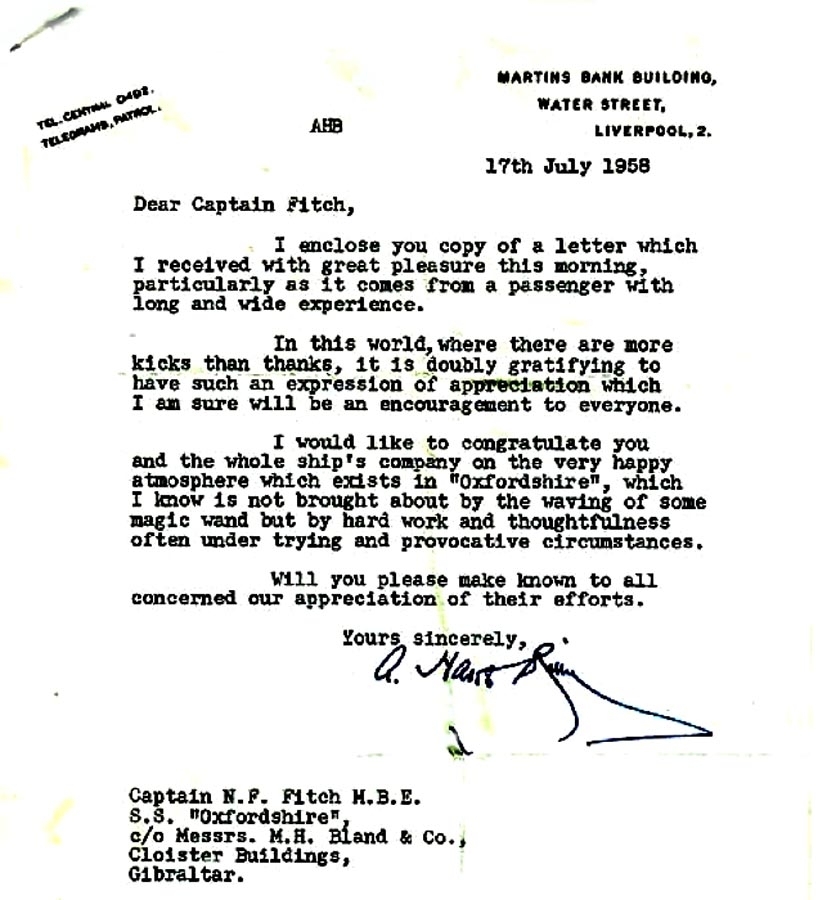 TEL. CENTRAL 0492.
TELEGRAMS, PATROL.
MARTINS BANK BUILDING,
WATER STREET,
LIVERPOOL, 2.
AHB
17th July 1958
Dear Captain Fitch,
I enclose you copy of a letter which
I received with great pleasure this morning,
particularly as it comes from a passenger with
long and wide experience.
In this world, where there are more
kicks than thanks, it is doubly gratifying to
have such an expression of appreciation which
I am sure will be an encouragement to everyone.
I would like to congratulate you
and the whole ship's company on the very happy
atmosphere which exists in "Oxfordshire", which
I know is not brought about by the waving of some
magic wand but by hard work and thoughtfulness
often under trying and provocative circumstances.
Will you please make known to all
concerned our appreciation of their efforts.
Yours sincerely,
A.
Captain N.F. Fitch M.B.E.
S.S. "Oxfordshire",
c/o Messrs. M.H. Bland & Co.,
Cloister Buildings,
Gibraltar.